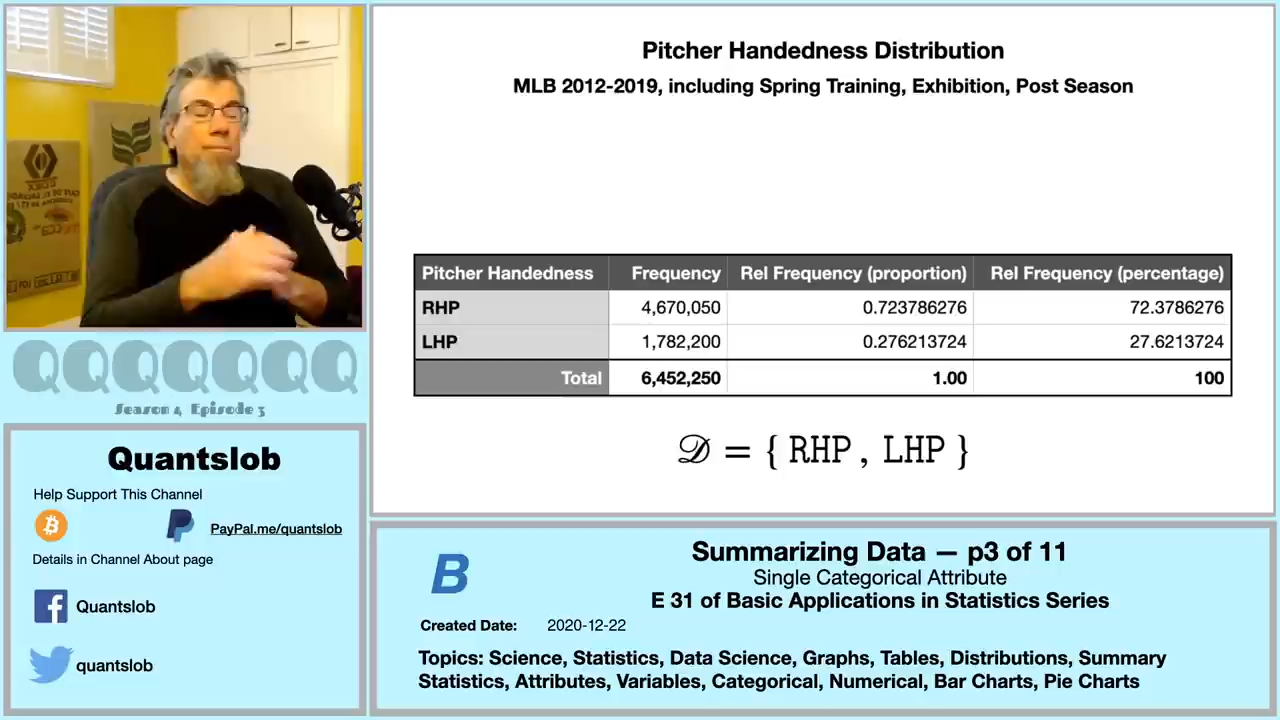 Pitcher Handedness Distribution
MLB 2012-2019, including Spring Training, Exhibition, Post Season
Pitcher Handedness Frequency Rel Frequency (proportion) Rel Frequency (percentage)
RHP 4,670,050 0.723786276 72.3786276
LHP 1,782,200 0.276213724 27.6213724
Total 6,452,250 1.00 100
𝒟 = { RHP , LHP }
QQQQQQQ
Season 4 Episode 3
Quantslob
Help Support This Channel
PayPal.me/quantslob
Details in Channel About page
Quantslob
quantslob
B
Summarizing Data — p3 of 11
Single Categorical Attribute
E 31 of Basic Applications in Statistics Series
Created Date: 2020-12-22
Topics: Science, Statistics, Data Science, Graphs, Tables, Distributions, Summary
Statistics, Attributes, Variables, Categorical, Numerical, Bar Charts, Pie Charts